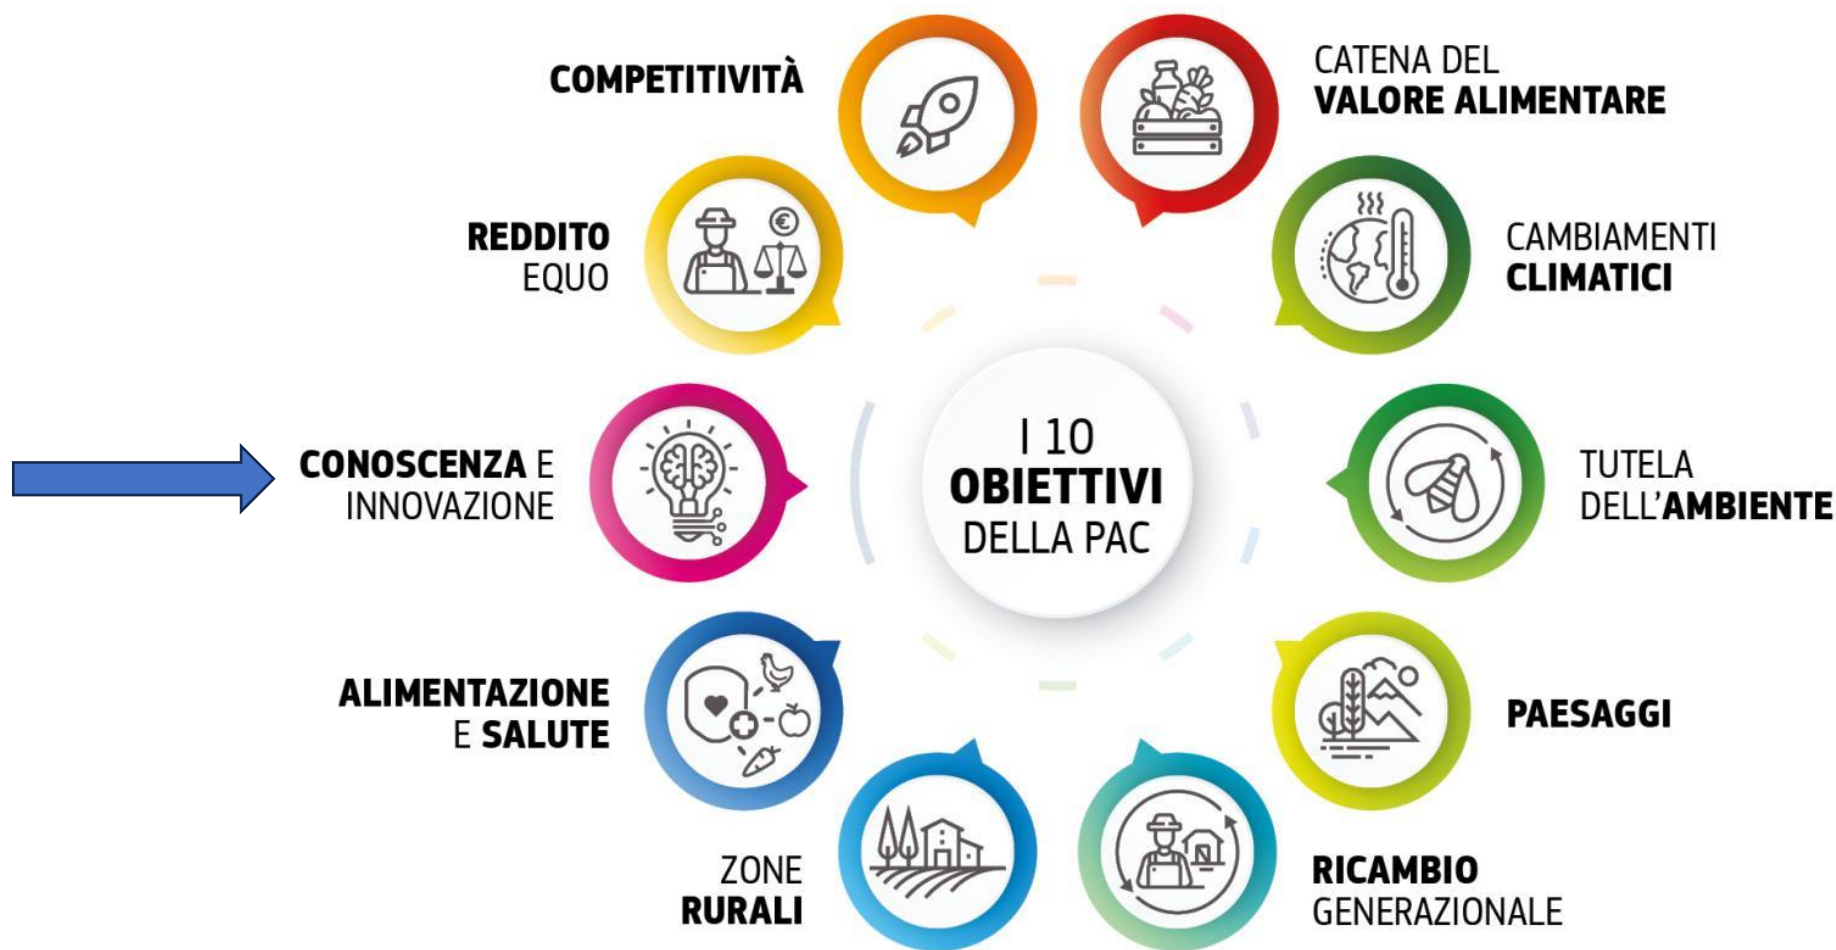 COMPETITIVITÀ
CATENA DEL
VALORE ALIMENTARE
REDDITO
EQUO
€
CAMBIAMENTI
CLIMATICI
CONOSCENZA E
INNOVAZIONE
I 10
OBIETTIVI
DELLA PAC
TUTELA
DELL'AMBIENTE
ALIMENTAZIONE
E SALUTE
PAESAGGI
ZONE
RURALI
RICAMBIO
GENERAZIONALE